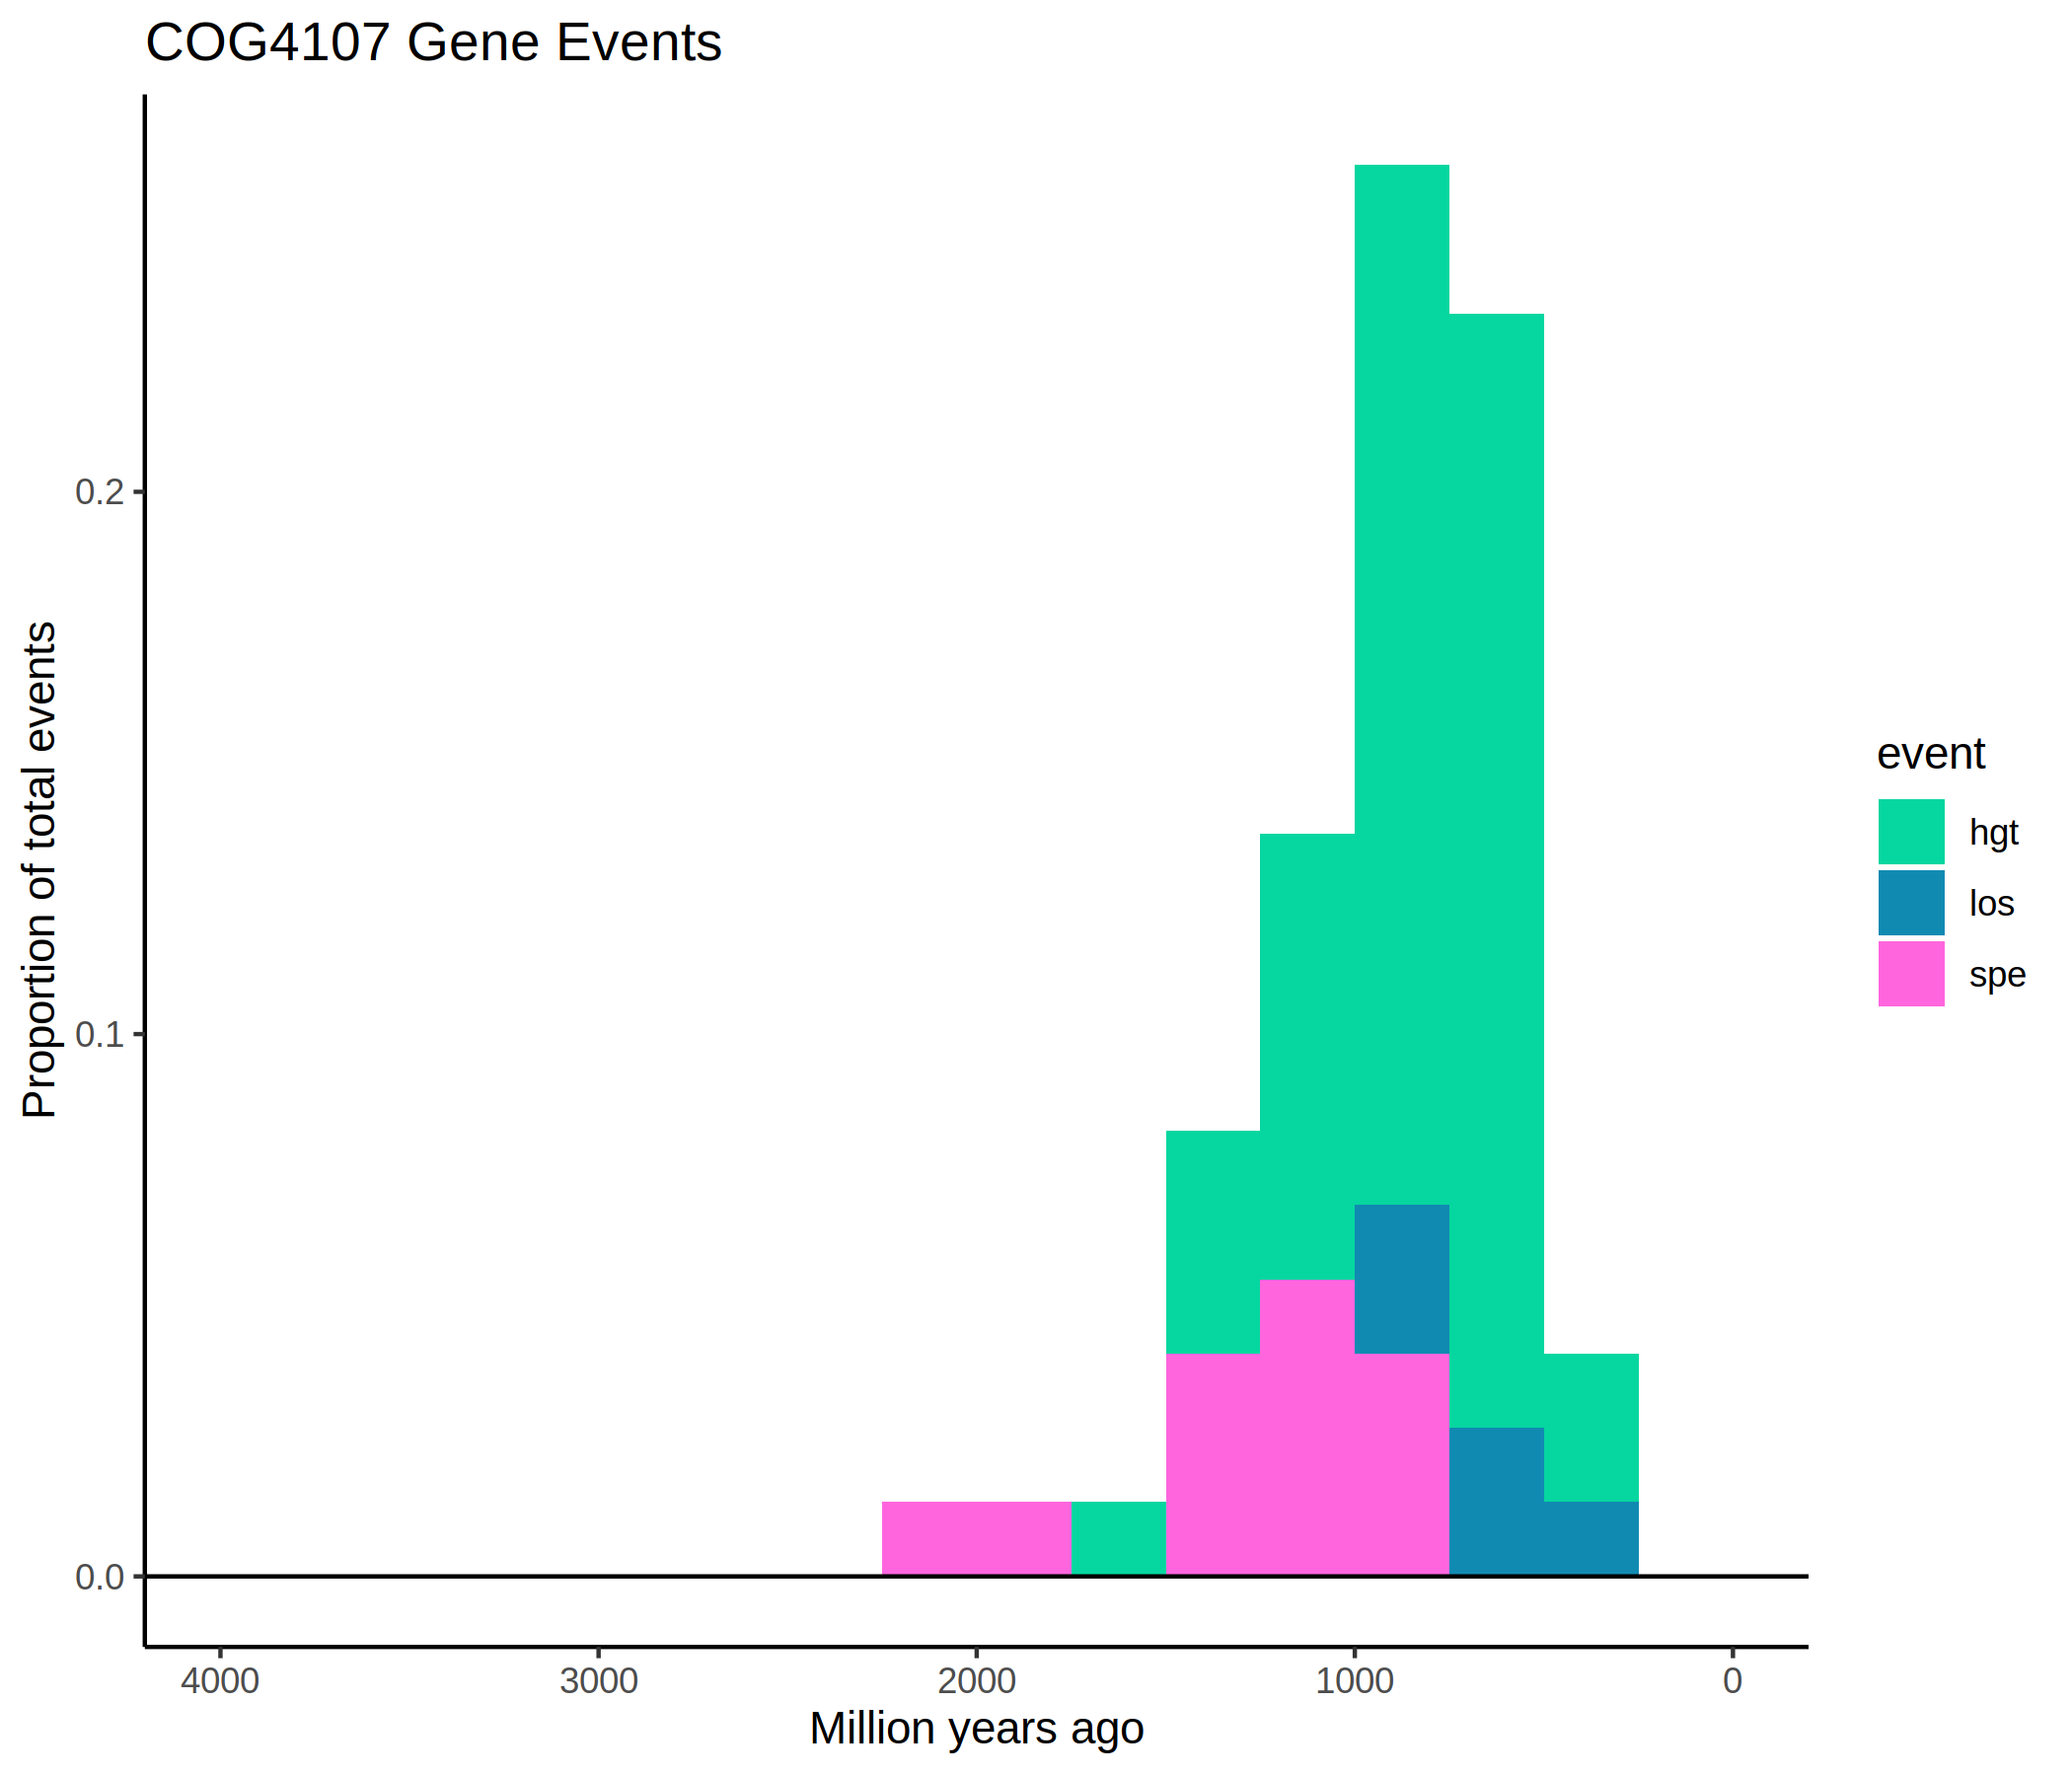 COG4107 Gene Events
Proportion of total events
0.2
0.1
0.0
4000 3000 2000 1000 0
Million years ago
event
hgt
los
spe